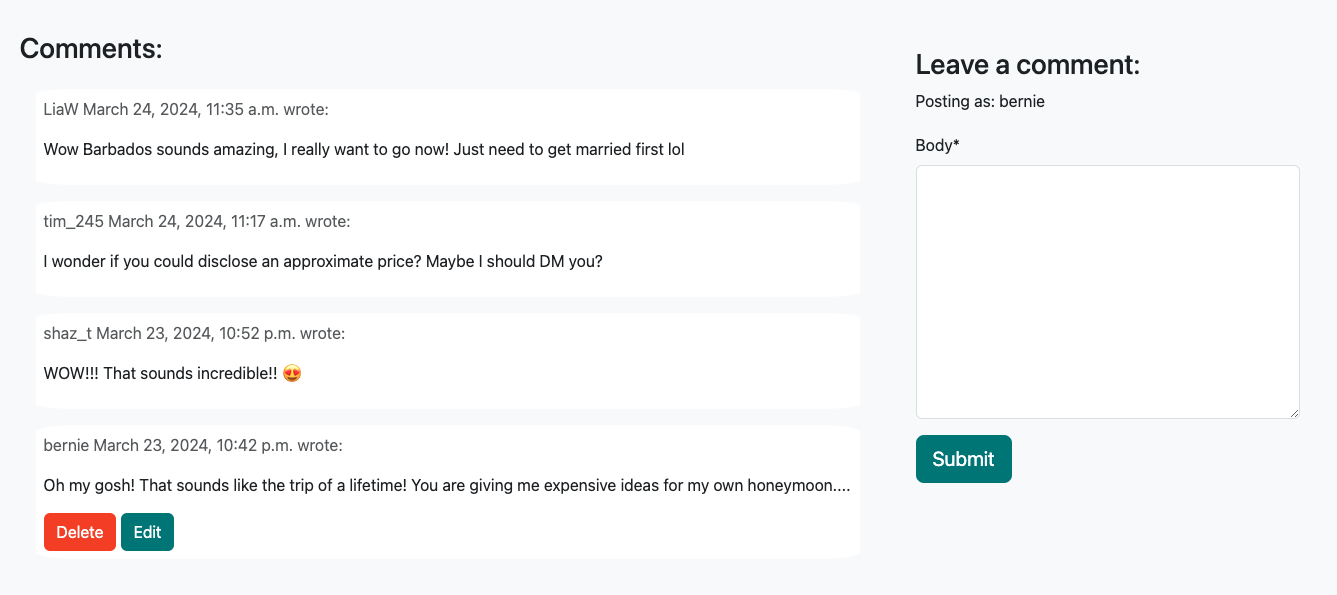 Comments:
LiaW March 24, 2024, 11:35 a.m. wrote:
Wow Barbados sounds amazing, I really want to go now! Just need to get married first lol
tim_245 March 24, 2024, 11:17 a.m. wrote:
I wonder if you could disclose an approximate price? Maybe I should DM you?
shaz_t March 23, 2024, 10:52 p.m. wrote:
WOW!!! That sounds incredible!! 😍
bernie March 23, 2024, 10:42 p.m. wrote:
Oh my gosh! That sounds like the trip of a lifetime! You are giving me expensive ideas for my own honeymoon....
Delete Edit
Leave a comment:
Posting as: bernie
Body*
Submit